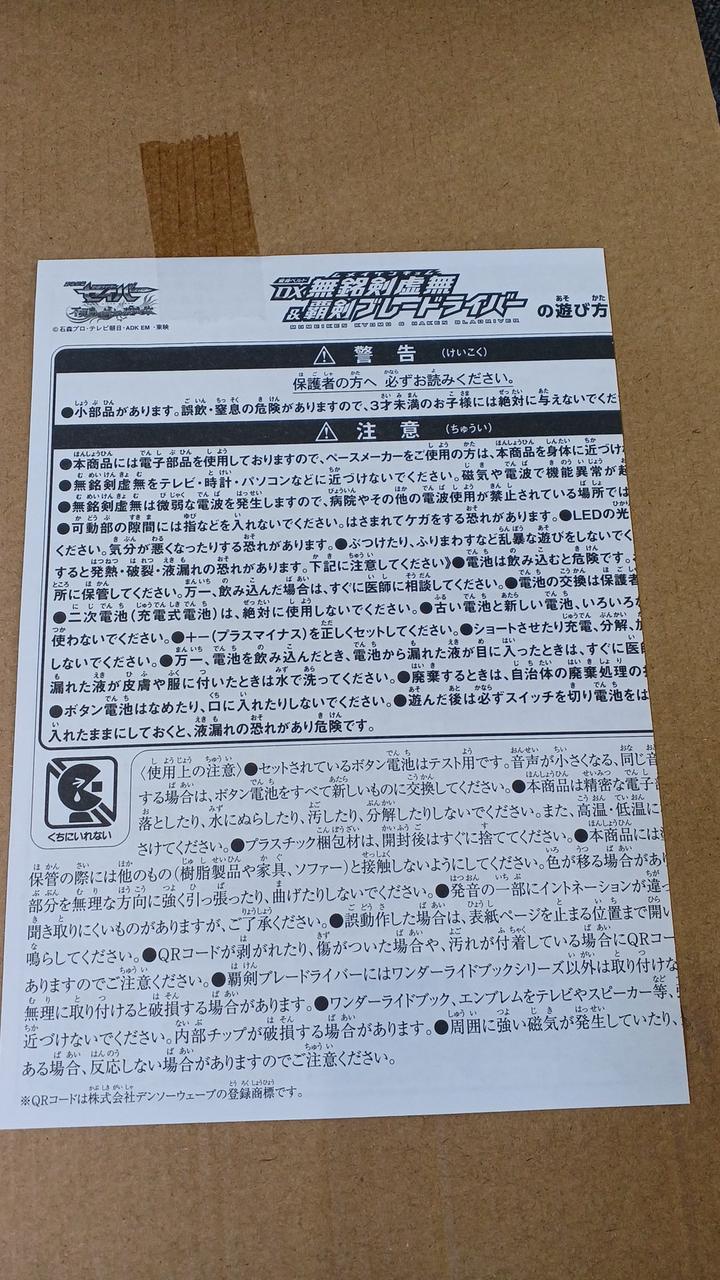 仮面ライダー
セイバー
©石森プロ・テレビ朝日・ADK EM・東映
変身ベルト
DX無銘剣虚無
&覇剣ブレードライバー
MUMEIKEN KYOMU & HAKEN BLADRIVER
の遊び方
⚠ 警告 (けいこく)
保護者の方へ 必ずお読みください。
●小部品があります。誤飲・窒息の危険がありますので、3才未満のお子様には絶対に与えないでくだ
⚠ 注意 (ちゅうい)
●本商品には電子部品を使用しておりますので、ペースメーカーをご使用の方は、本商品を身体に近づけ
●無銘剣虚無をテレビ・時計・パソコンなどに近づけないでください。磁気や電波で機能異常が起
●無銘剣虚無は微弱な電波を発生しますので、病院やその他の電波使用が禁止されている場所では
●可動部の隙間には指などを入れないでください。はさまれてケガをする恐れがあります。●LEDの光
ください。気分が悪くなったりする恐れがあります。●ぶつけたり、ふりまわすなど乱暴な遊びをしないでく
すると発熱・破裂・液漏れの恐れがあります。下記に注意してください》●電池は飲み込むと危険です。
所に保管してください。万一、飲み込んだ場合は、すぐに医師に相談してください。●電池の交換は保護者
●二次電池(充電式電池)は、絶対に使用しないでください。●古い電池と新しい電池、いろいろな
使わないでください。●+-(プラスマイナス)を正しくセットしてください。●ショートさせたり充電、分解、加
しないでください。●万一、電池を飲み込んだとき、電池から漏れた液が目に入ったときは、すぐに医師
漏れた液が皮膚や服に付いたときは水で洗ってください。●廃棄するときは、自治体の廃棄処理の
●ボタン電池はなめたり、口に入れたりしないでください。●遊んだ後は必ずスイッチを切り電池をは
入れたままにしておくと、液漏れの恐れがあり危険です。
くちにいれない
〈使用上の注意〉●セットされているボタン電池はテスト用です。音声が小さくなる、同じ音
する場合は、ボタン電池をすべて新しいものに交換してください。●本商品は精密な電子
落としたり、水にぬらしたり、汚したり、分解したりしないでください。また、高温・低温に
さけてください。●プラスチック梱包材は、開封後はすぐに捨ててください。●本商品には
保管の際には他のもの(樹脂製品や家具、ソファー)と接触しないようにしてください。色が移る場合があり
部分を無理な方向に強く引っ張ったり、曲げたりしないでください。●発音の一部にイントネーションが違っ
聞き取りにくいものがありますが、ご了承ください。●誤動作した場合は、表紙ページを止まる位置まで開い
鳴らしてください。●QRコードが剥がれたり、傷がついた場合や、汚れが付着している場合にQRコー
ありますのでご注意ください。●覇剣ブレードライバーにはワンダーライドブックシリーズ以外は取り付けな
無理に取り付けると破損する場合があります。●ワンダーライドブック、エンブレムをテレビやスピーカー等、
近づけないでください。内部チップが破損する場合があります。●周囲に強い磁気が発生していたり、
ある場合、反応しない場合がありますのでご注意ください。
※QRコードは株式会社デンソーウェーブの登録商標です。